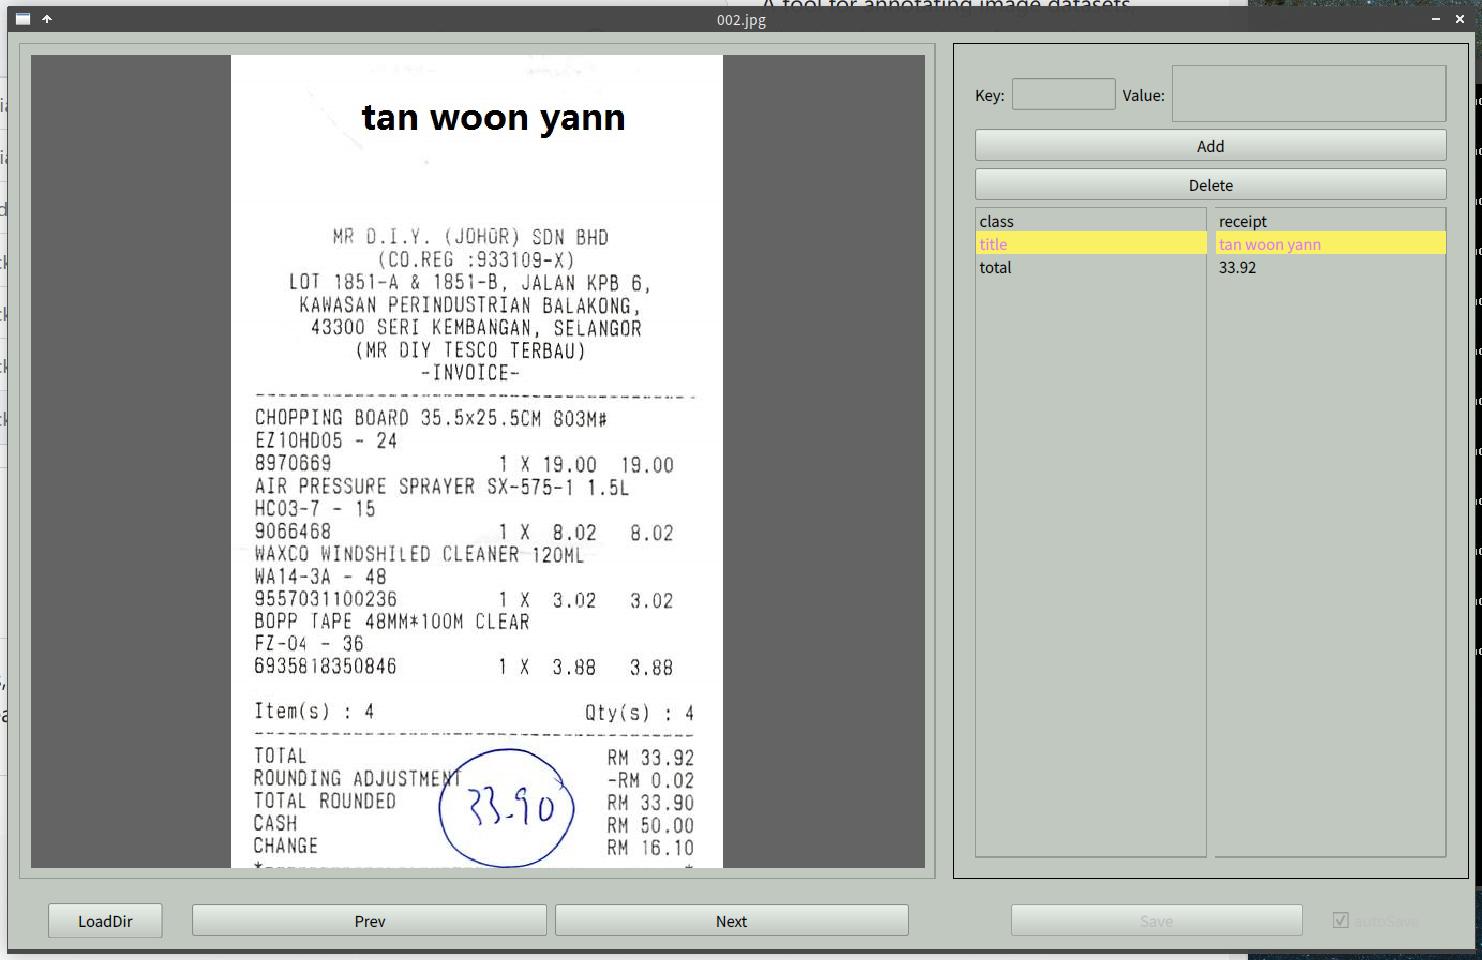 A tool for annotating image datasets
002.jpg
tan woon yann
MR D.I.Y. (JOHOR) SDN BHD
(CO.REG :933109-X)
LOT 1851-A & 1851-B, JALAN KPB 6,
KAWASAN PERINDUSTRIAN BALAKONG,
43300 SERI KEMBANGAN, SELANGOR
(MR DIY TESCO TERBAU)
-INVOICE-
CHOPPING BOARD 35.5x25.5CM 803M#
EZ10HD05 - 24
8970669 1 X 19.00 19.00
AIR PRESSURE SPRAYER SX-575-1 1.5L
HC03-7 - 15
9066468 1 X 8.02 8.02
WAXCO WINDSHILED CLEANER 120ML
WA14-3A - 48
9557031100236 1 X 3.02 3.02
BOPP TAPE 48MM*100M CLEAR
FZ-04 - 36
6935818350846 1 X 3.88 3.88
Item(s) : 4 Qty(s) : 4
TOTAL RM 33.92
ROUNDING ADJUSTMENT -RM 0.02
TOTAL ROUNDED RM 33.90
CASH RM 50.00
CHANGE RM 16.10
33.90
Key: Value:
Add
Delete
class receipt
title tan woon yann
total 33.92
LoadDir Prev Next Save autoSave